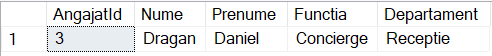 AngajatId Nume Prenume Functia Departament
1 3 Dragan Daniel Concierge Receptie